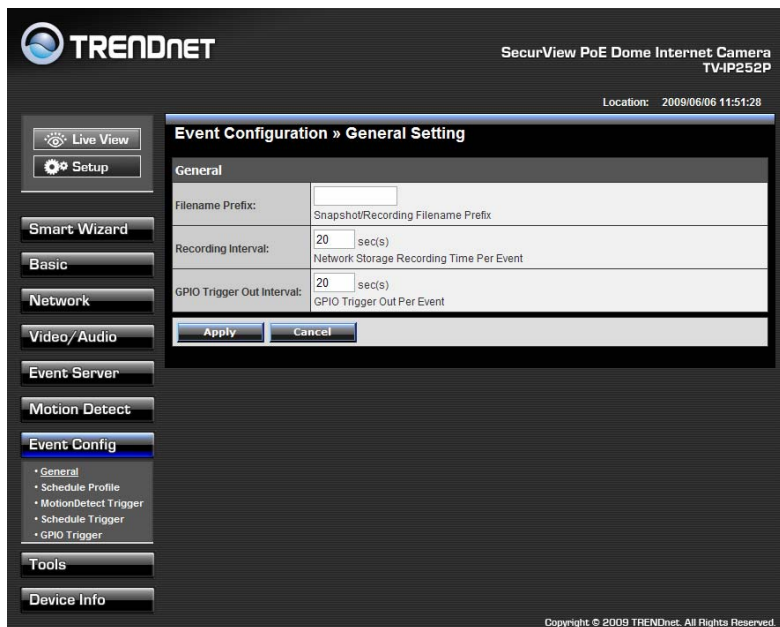 TRENDNET
SecurView PoE Dome Internet Camera
TV-IP252P
Location: 2009/06/06 11:51:28
Live View
Setup
Smart Wizard
Basic
Network
Video/Audio
Event Server
Motion Detect
Event Config
• General
• Schedule Profile
• MotionDetect Trigger
• Schedule Trigger
• GPIO Trigger
Tools
Device Info
Event Configuration » General Setting
General
Filename Prefix:
Snapshot/Recording Filename Prefix
Recording Interval: 20 sec(s)
Network Storage Recording Time Per Event
GPIO Trigger Out Interval: 20 sec(s)
GPIO Trigger Out Per Event
Apply Cancel
Copyright © 2009 TRENDnet. All Rights Reserved.